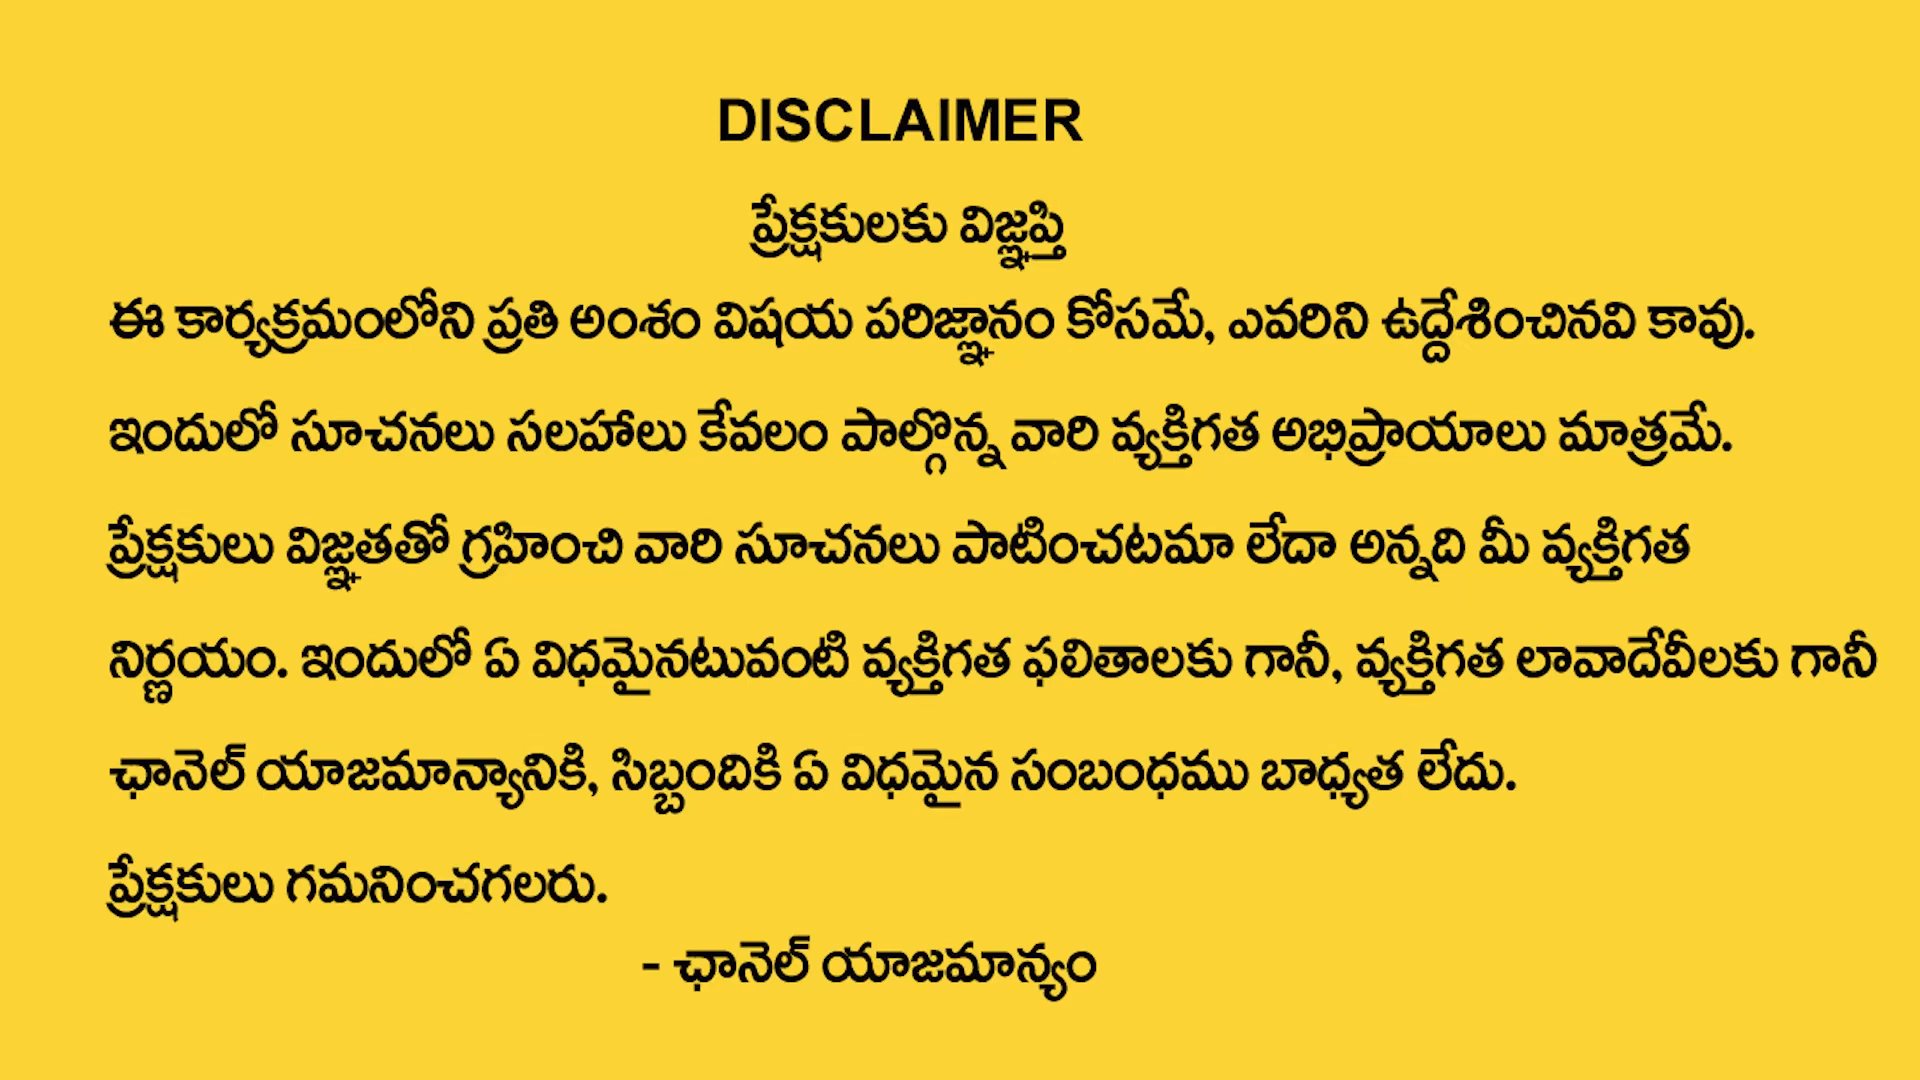 DISCLAIMER
ప్రేక్షకులకు విజ్ఞప్తి
ఈ కార్యక్రమంలోని ప్రతి అంశం విషయ పరిజ్ఞానం కోసమే, ఎవరిని ఉద్దేశించినవి కావు.
ఇందులో సూచనలు సలహాలు కేవలం పాల్గొన్న వారి వ్యక్తిగత అభిప్రాయాలు మాత్రమే.
ప్రేక్షకులు విజ్ఞతతో గ్రహించి వారి సూచనలు పాటించటమా లేదా అన్నది మీ వ్యక్తిగత
నిర్ణయం. ఇందులో ఏ విధమైనటువంటి వ్యక్తిగత ఫలితాలకు గానీ, వ్యక్తిగత లావాదేవీలకు గానీ
ఛానెల్ యాజమాన్యానికి, సిబ్బందికి ఏ విధమైన సంబంధము బాధ్యత లేదు.
ప్రేక్షకులు గమనించగలరు.
- ఛానెల్ యాజమాన్యం